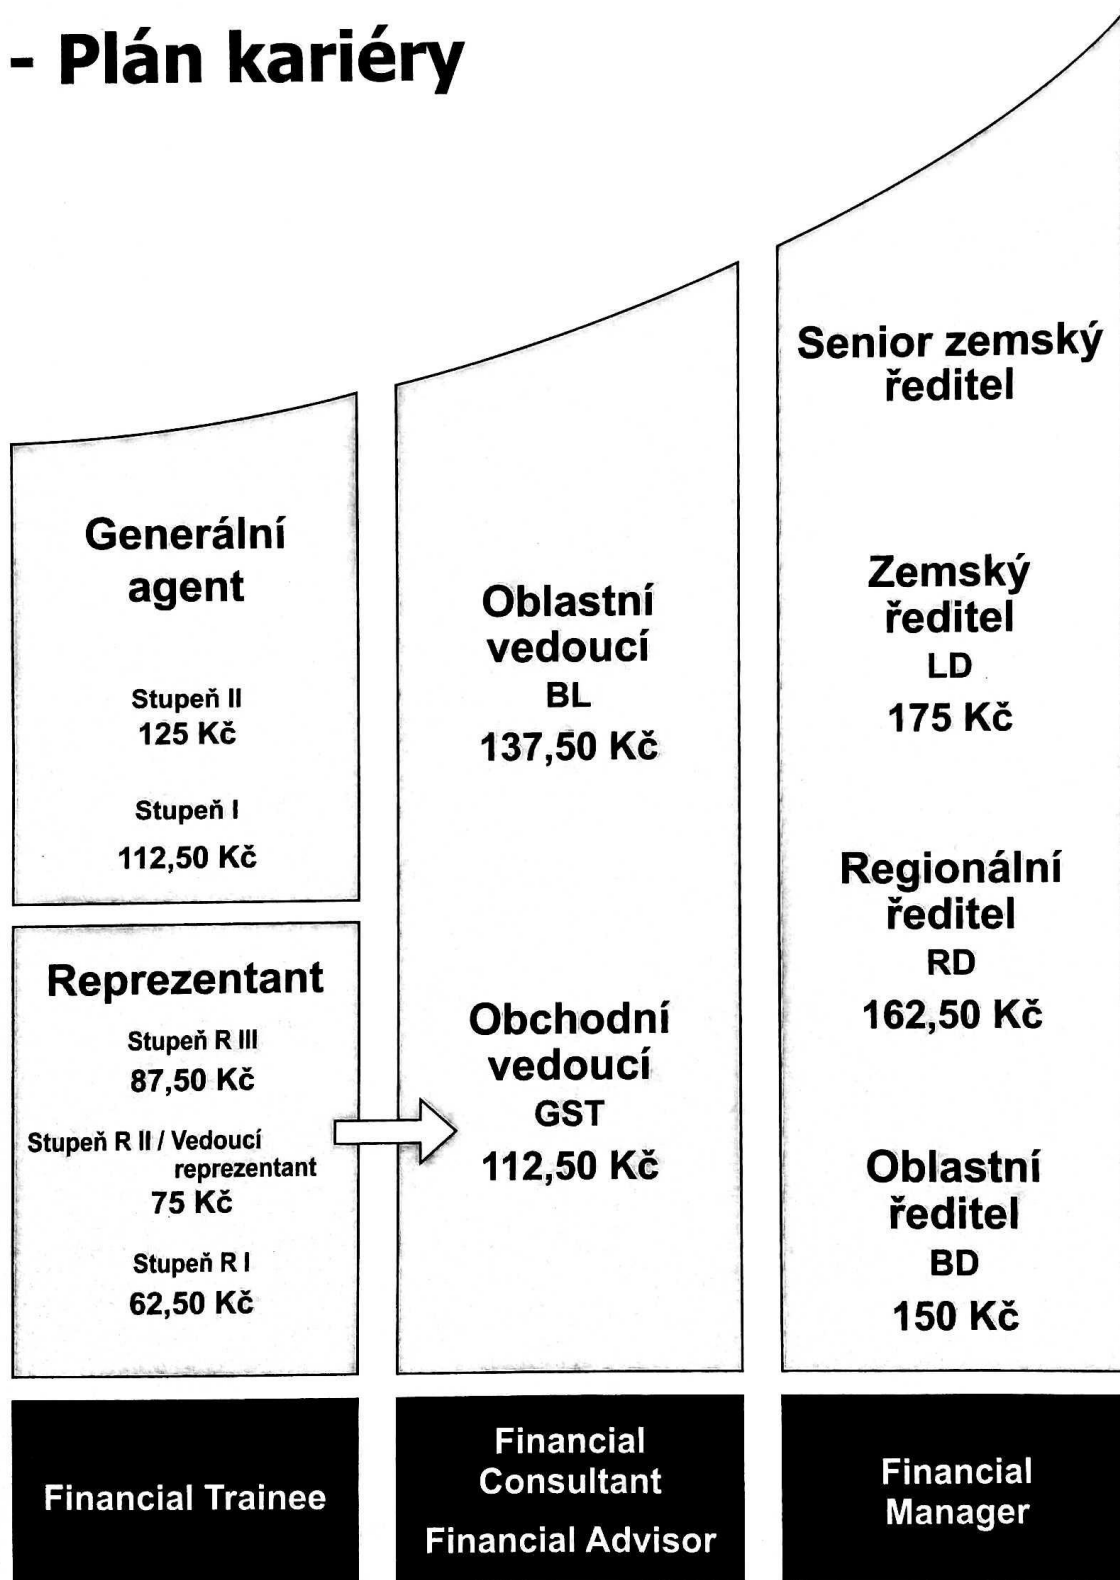 - Plán kariéry
Generální
agent
Stupeň II
125 Kč
Stupeň I
112,50 Kč
Reprezentant
Stupeň R III
87,50 Kč
Stupeň R II / Vedoucí
reprezentant
75 Kč
Stupeň R I
62,50 Kč
Financial Trainee
Oblastní
vedoucí
BL
137,50 Kč
Obchodní
vedoucí
GST
112,50 Kč
Financial
Consultant
Financial Advisor
Senior zemský
ředitel
Zemský
ředitel
LD
175 Kč
Regionální
ředitel
RD
162,50 Kč
Oblastní
ředitel
BD
150 Kč
Financial
Manager